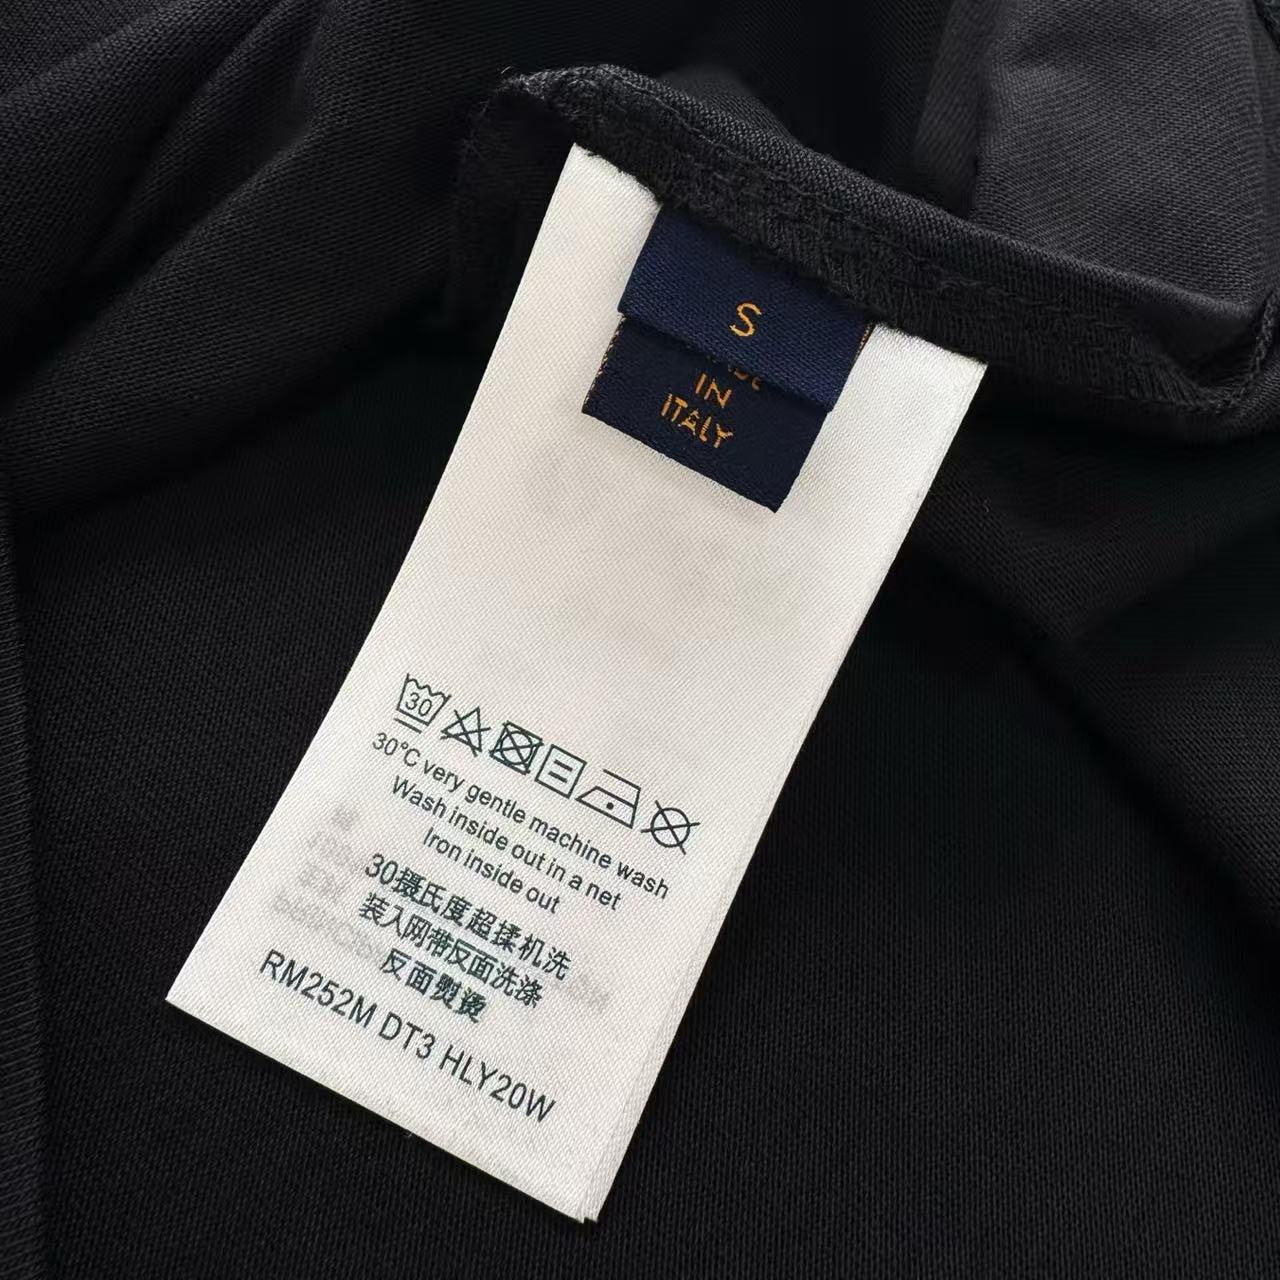 S
IN
ITALY
30
30°C very gentle machine wash
Wash inside out in a net
Iron inside out
30摄氏度超揉机洗
装入网带反面洗涤
反面熨烫
RM252M DT3 HLY20W